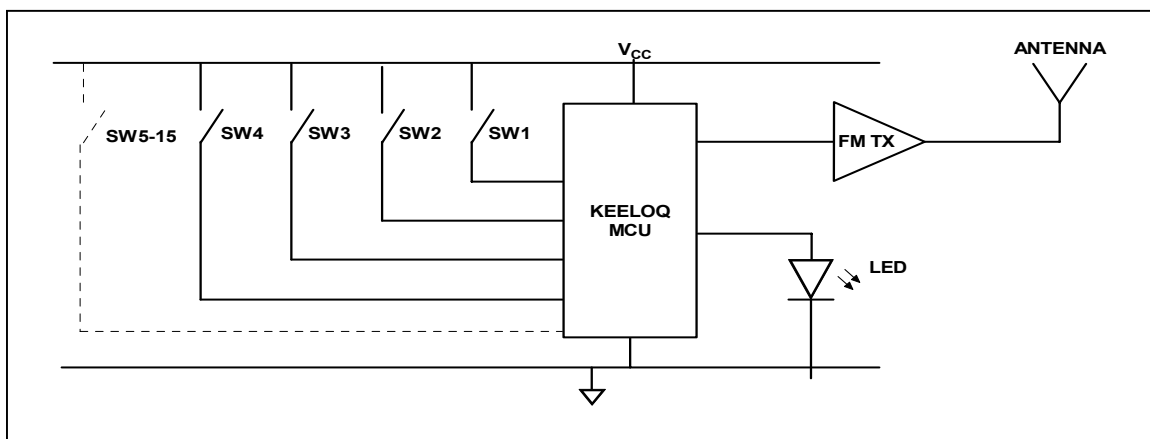 VCC
ANTENNA
SW5-15
SW4
SW3
SW2
SW1
FM TX
KEELOQ
MCU
LED